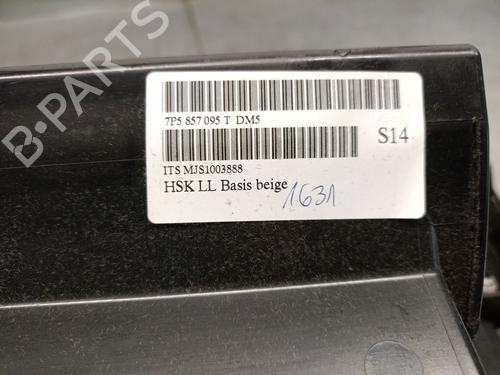 B-PARTS
7P5 857 095 T DM5
S14
ITS MJS1003888
HSK LL Basis beige
1631